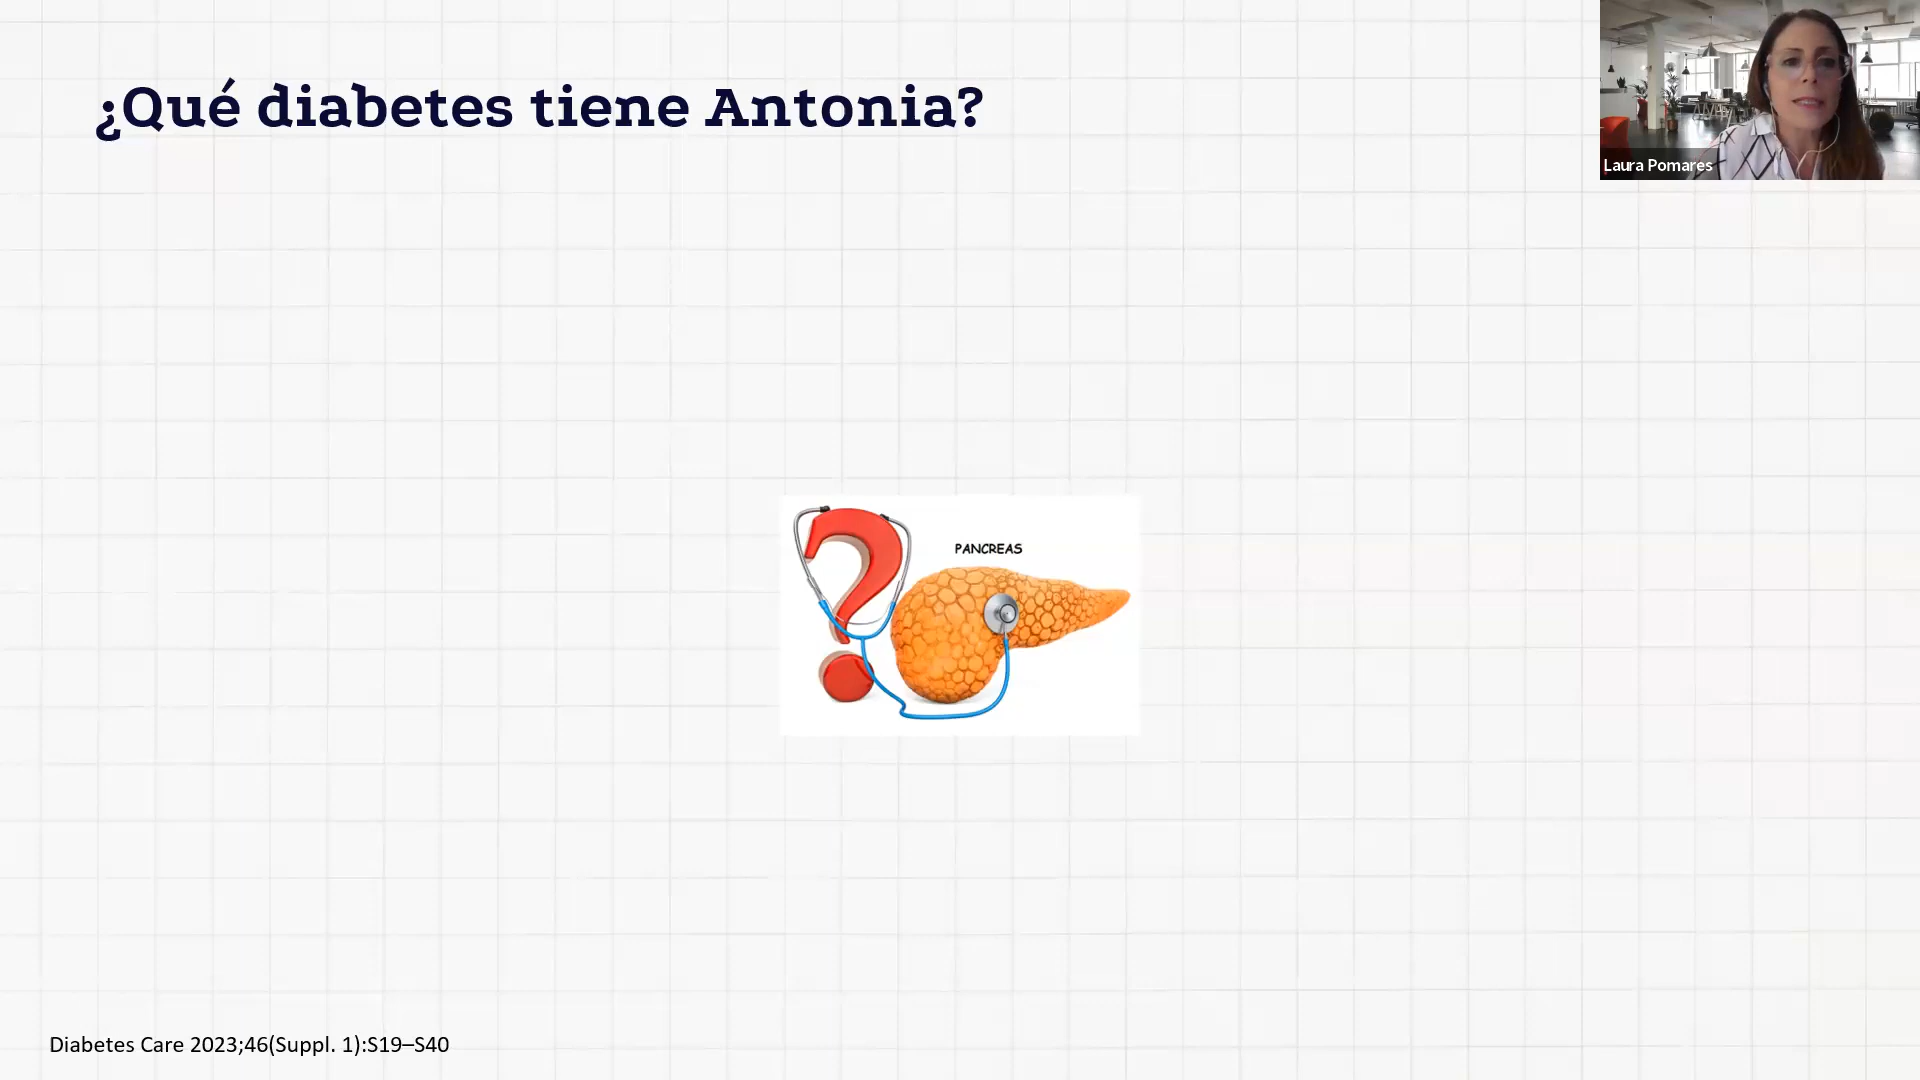 ¿Qué diabetes tiene Antonia?
Laura Pomares
PANCREAS
Diabetes Care 2023;46(Suppl. 1):S19–S40